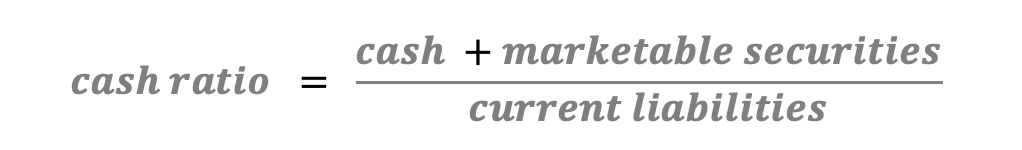 cash ratio = cash + marketable securities
current liabilities